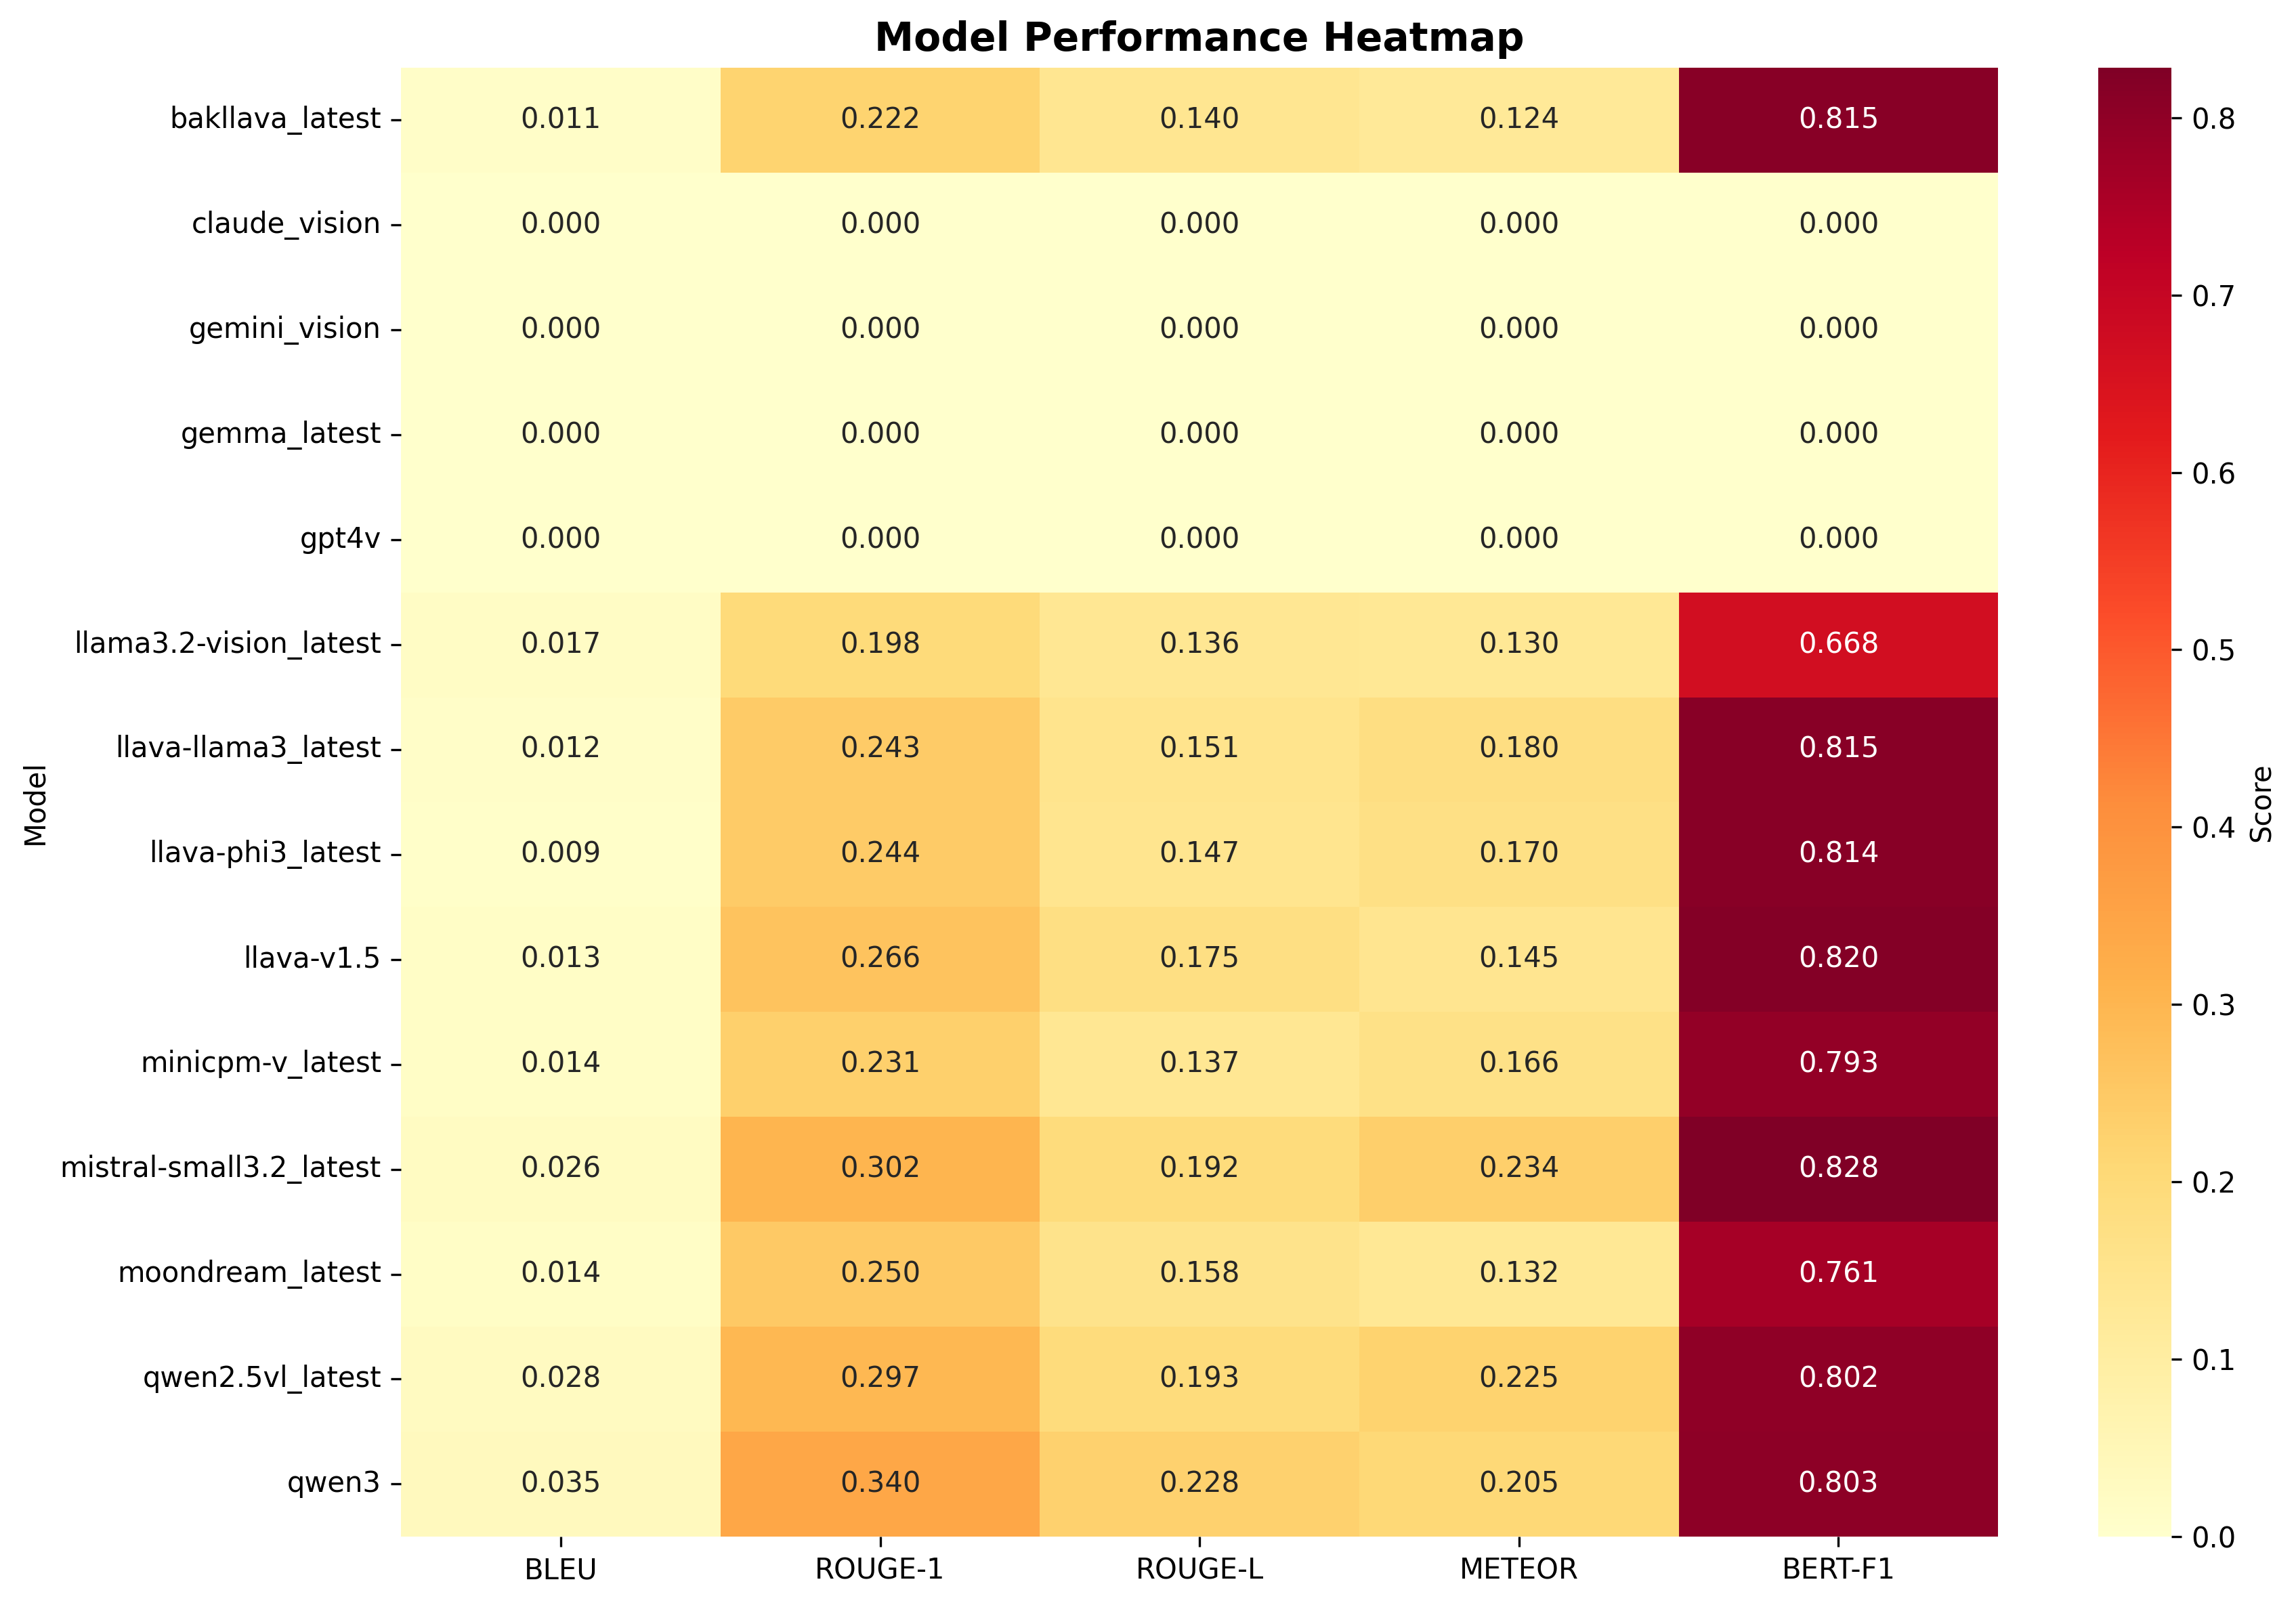 Model Performance Heatmap
bakllava_latest 0.011 0.222 0.140 0.124 0.815
claude_vision 0.000 0.000 0.000 0.000 0.000
gemini_vision 0.000 0.000 0.000 0.000 0.000
gemma_latest 0.000 0.000 0.000 0.000 0.000
gpt4v 0.000 0.000 0.000 0.000 0.000
llama3.2-vision_latest 0.017 0.198 0.136 0.130 0.668
llava-llama3_latest 0.012 0.243 0.151 0.180 0.815
llava-phi3_latest 0.009 0.244 0.147 0.170 0.814
llava-v1.5 0.013 0.266 0.175 0.145 0.820
minicpm-v_latest 0.014 0.231 0.137 0.166 0.793
mistral-small3.2_latest 0.026 0.302 0.192 0.234 0.828
moondream_latest 0.014 0.250 0.158 0.132 0.761
qwen2.5vl_latest 0.028 0.297 0.193 0.225 0.802
qwen3 0.035 0.340 0.228 0.205 0.803
BLEU ROUGE-1 ROUGE-L METEOR BERT-F1
Model
0.8
0.7
0.6
0.5
0.4
0.3
0.2
0.1
0.0
Score